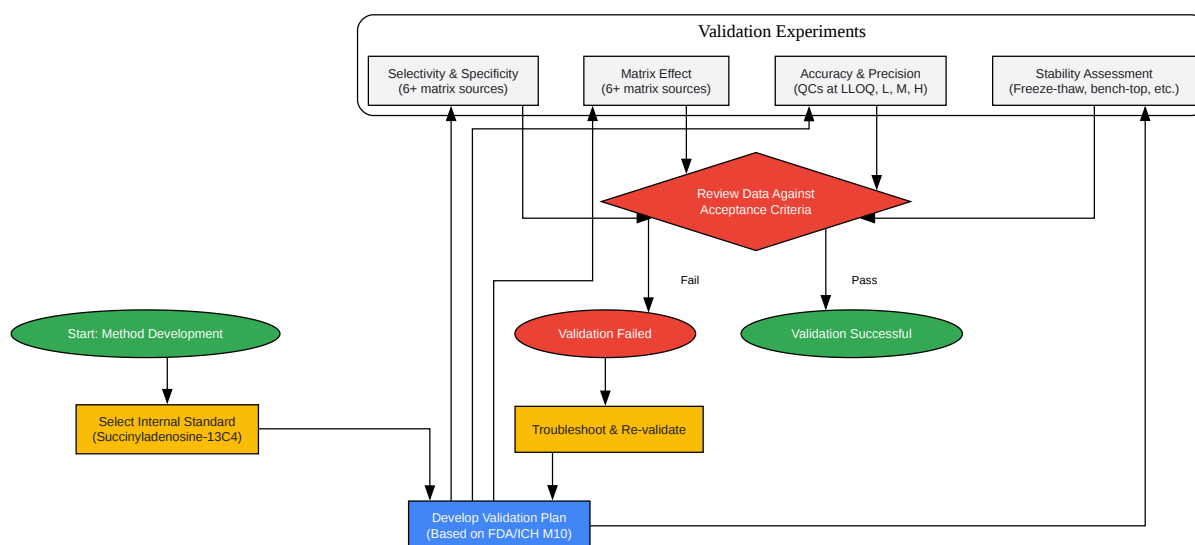 Validation Experiments
Selectivity & Specificity
(6+ matrix sources)
Matrix Effect
(6+ matrix sources)
Accuracy & Precision
(QCs at LLOQ, L, M, H)
Stability Assessment
(Freeze-thaw, bench-top, etc.)
Review Data Against
Acceptance Criteria
Fail
Pass
Start: Method Development
Validation Failed
Validation Successful
Select Internal Standard
(Succinyladenosine-13C4)
Troubleshoot & Re-validate
Develop Validation Plan
(Based on FDA/ICH M10)